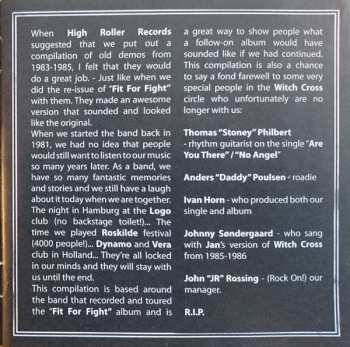 When High Roller Records
suggested that we put out a
compilation of old demos from
1983-1985, I felt that they would
do a great job. - Just like when we
did the re-issue of "Fit For Fight"
with them. They made an awesome
version that sounded and looked
like the original.
When we started the band back in
1981, we had no idea that people
would still want to listen to our music
so many years later. As a band, we
have so many fantastic memories
and stories and we still have a laugh
about it today when we are together.
The night in Hamburg at the Logo
club (no backstage toilet!)... The
time we played Roskilde festival
(4000 people!)... Dynamo and Vera
club in Holland... They're all locked
in our minds and they will stay with
us until the end.
This compilation is based around
the band that recorded and toured
the "Fit For Fight" album and is
a great way to show people what
a follow-on album would have
sounded like if we had continued.
This compilation is also a chance
to say a fond farewell to some very
special people in the Witch Cross
circle who unfortunately are no
longer with us:
Thomas "Stoney" Philbert
- rhythm guitarist on the single "Are
You There" / "No Angel"
Anders "Daddy" Poulsen - roadie
Ivan Horn - who produced both our
single and album
Johnny Søndergaard - who sang
with Jan's version of Witch Cross
from 1985-1986
John "JR" Rossing - (Rock On!) our
manager.
R.I.P.